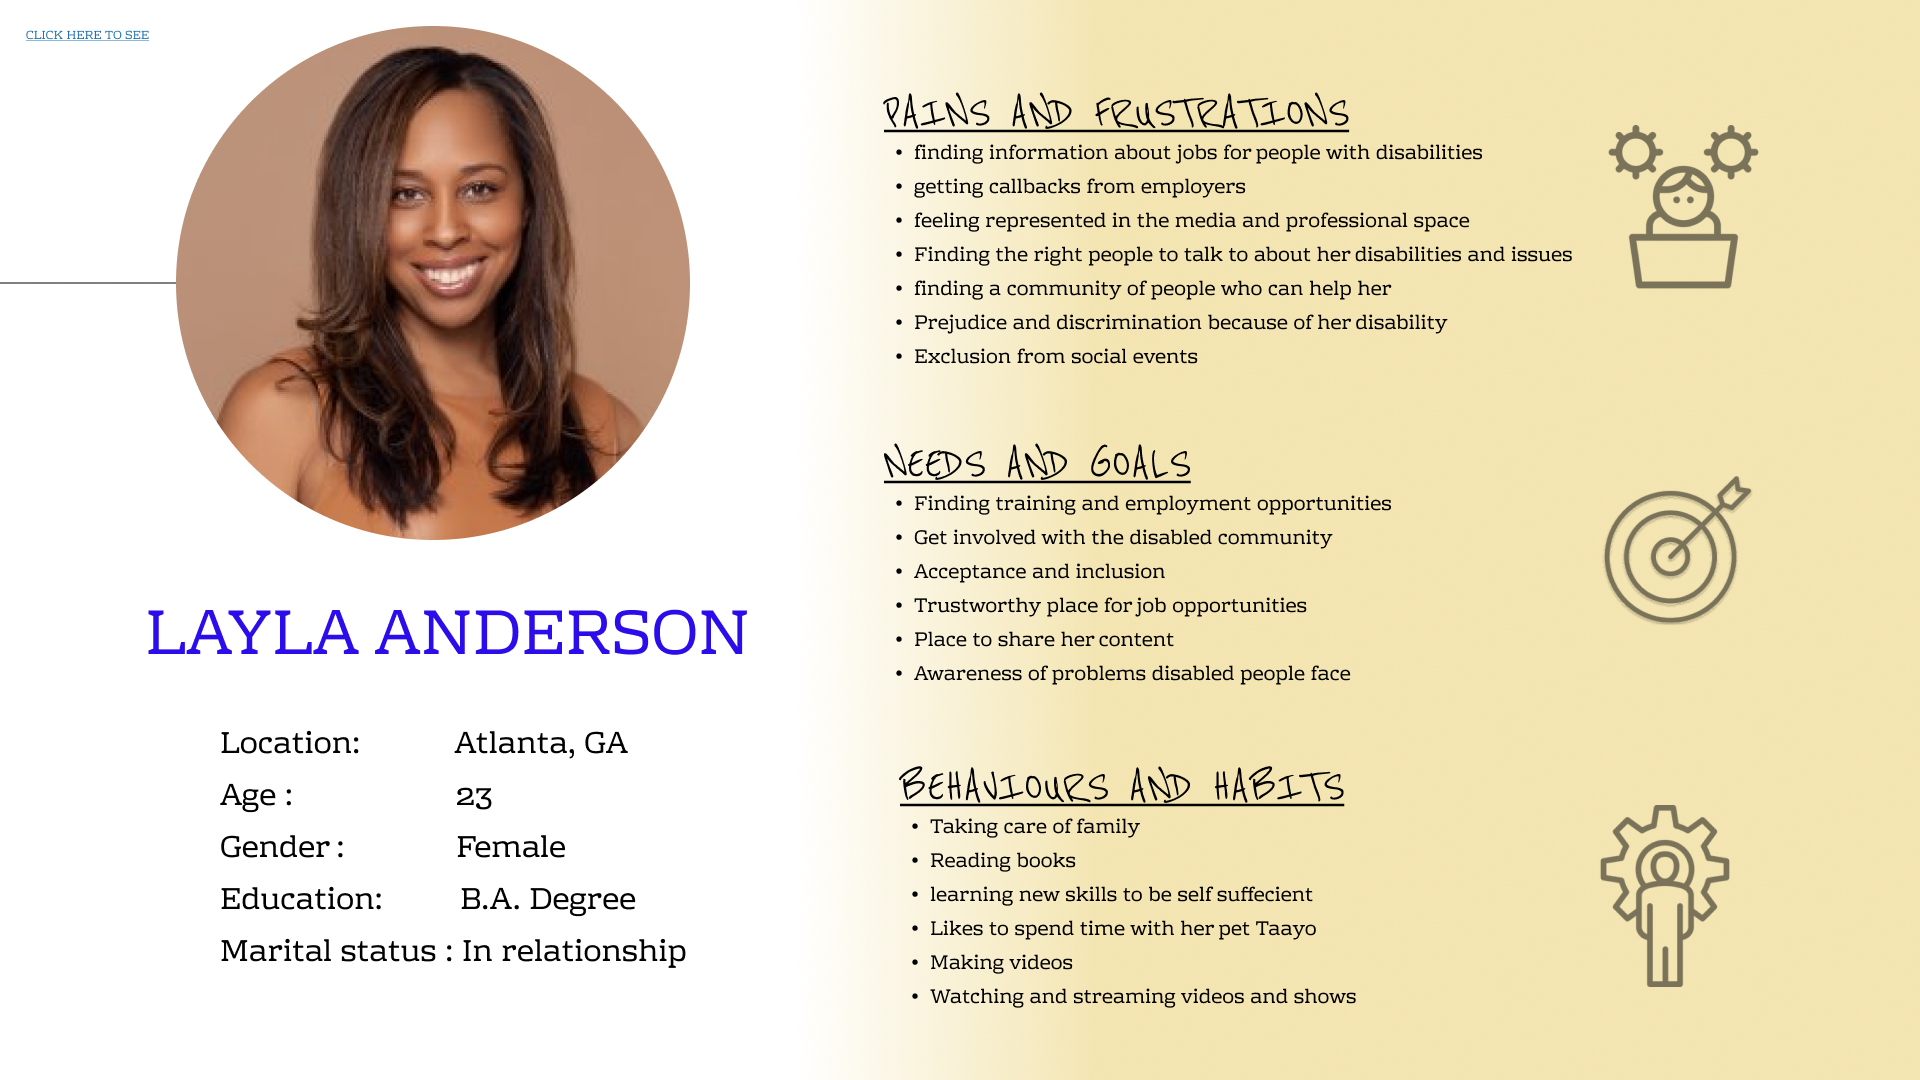 CLICK HERE TO SEE
LAYLA ANDERSON
Location: Atlanta, GA
Age : 23
Gender : Female
Education: B.A. Degree
Marital status : In relationship
PAINS AND FRUSTRATIONS
• finding information about jobs for people with disabilities
• getting callbacks from employers
• feeling represented in the media and professional space
• Finding the right people to talk to about her disabilities and issues
• finding a community of people who can help her
• Prejudice and discrimination because of her disability
• Exclusion from social events
NEEDS AND GOALS
• Finding training and employment opportunities
• Get involved with the disabled community
• Acceptance and inclusion
• Trustworthy place for job opportunities
• Place to share her content
• Awareness of problems disabled people face
BEHAVIOURS AND HABITS
• Taking care of family
• Reading books
• learning new skills to be self suffecient
• Likes to spend time with her pet Taayo
• Making videos
• Watching and streaming videos and shows